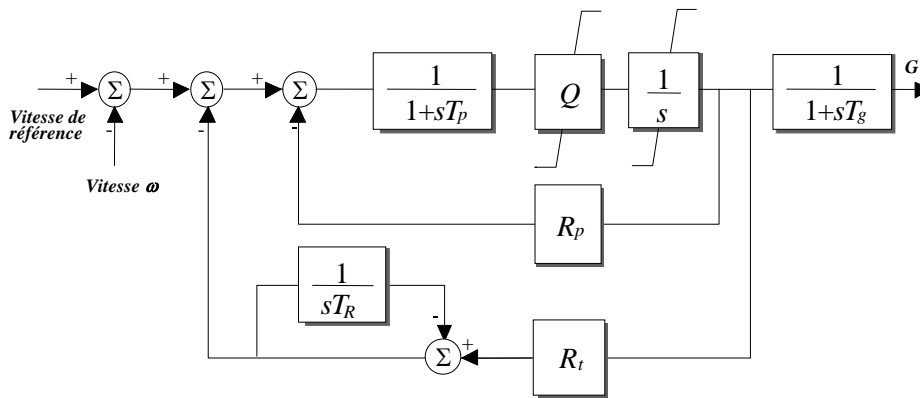 + Σ + Σ + Σ
1
1+sTp
Q
1
s
1
1+sTg
G
-
-
-
Vitesse de
référence
Vitesse ω
Rp
1
sTR
-
Σ
+
Rt